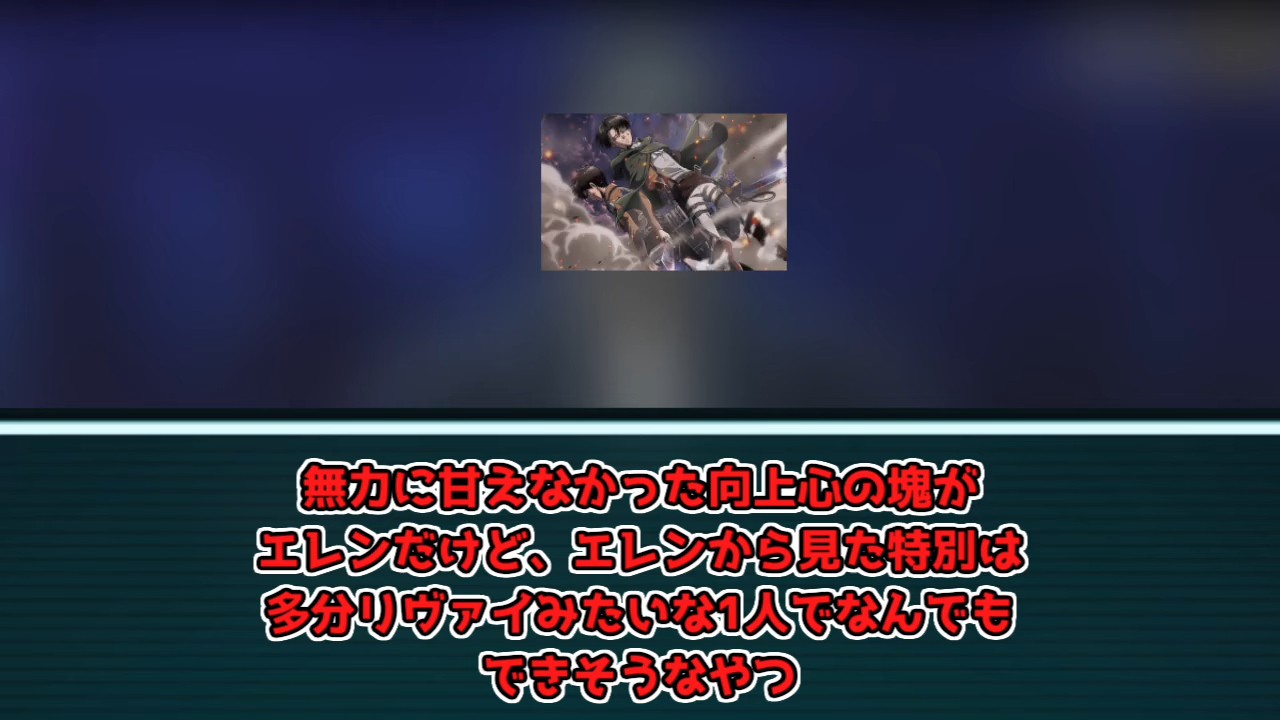 無力に甘えなかった向上心の塊が
エレンだけど、エレンから見た特別は
多分リヴァイみたいな1人でなんでも
できそうなやつ